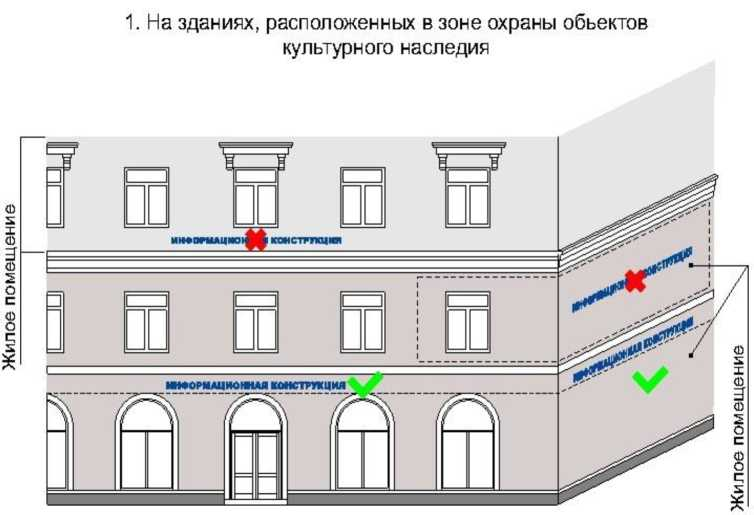 1. На зданиях, расположенных в зоне охраны обьектов
культурного наследия
Жилое помещение
ИНФОРМАЦИОННАЯ КОНСТРУКЦИЯ
ИНФОРМАЦИОННАЯ КОНСТРУКЦИЯ
ИНФОРМАЦИОННАЯ КОНСТРУКЦИЯ
ИНФОРМАЦИОННАЯ КОНСТРУКЦИЯ
Жилое помещение